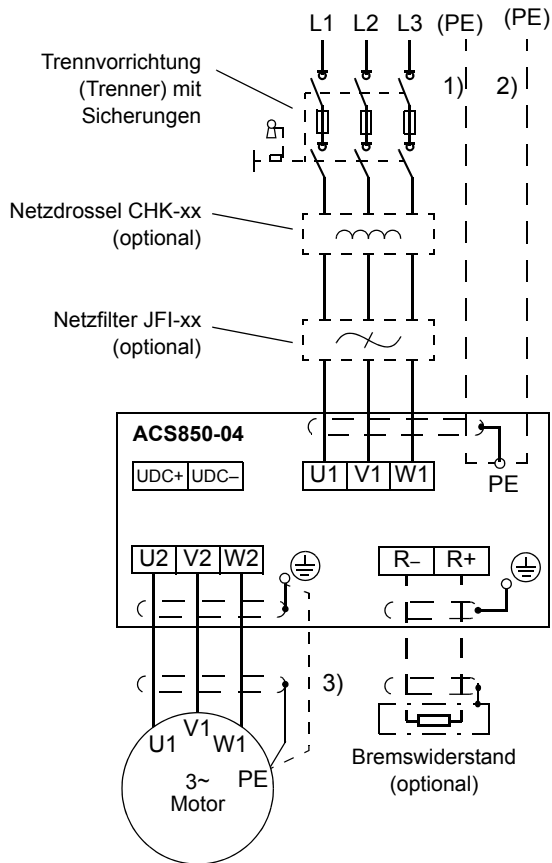 L1 L2 L3 (PE) (PE)
Trennvorrichtung
(Trenner) mit
Sicherungen
1) 2)
Netzdrossel CHK-xx
(optional)
Netzfilter JFI-xx
(optional)
ACS850-04
UDC+ UDC–
U1 V1 W1
PE
U2 V2 W2
R– R+
3)
U1 V1 W1
PE
3~
Motor
Bremswiderstand
(optional)